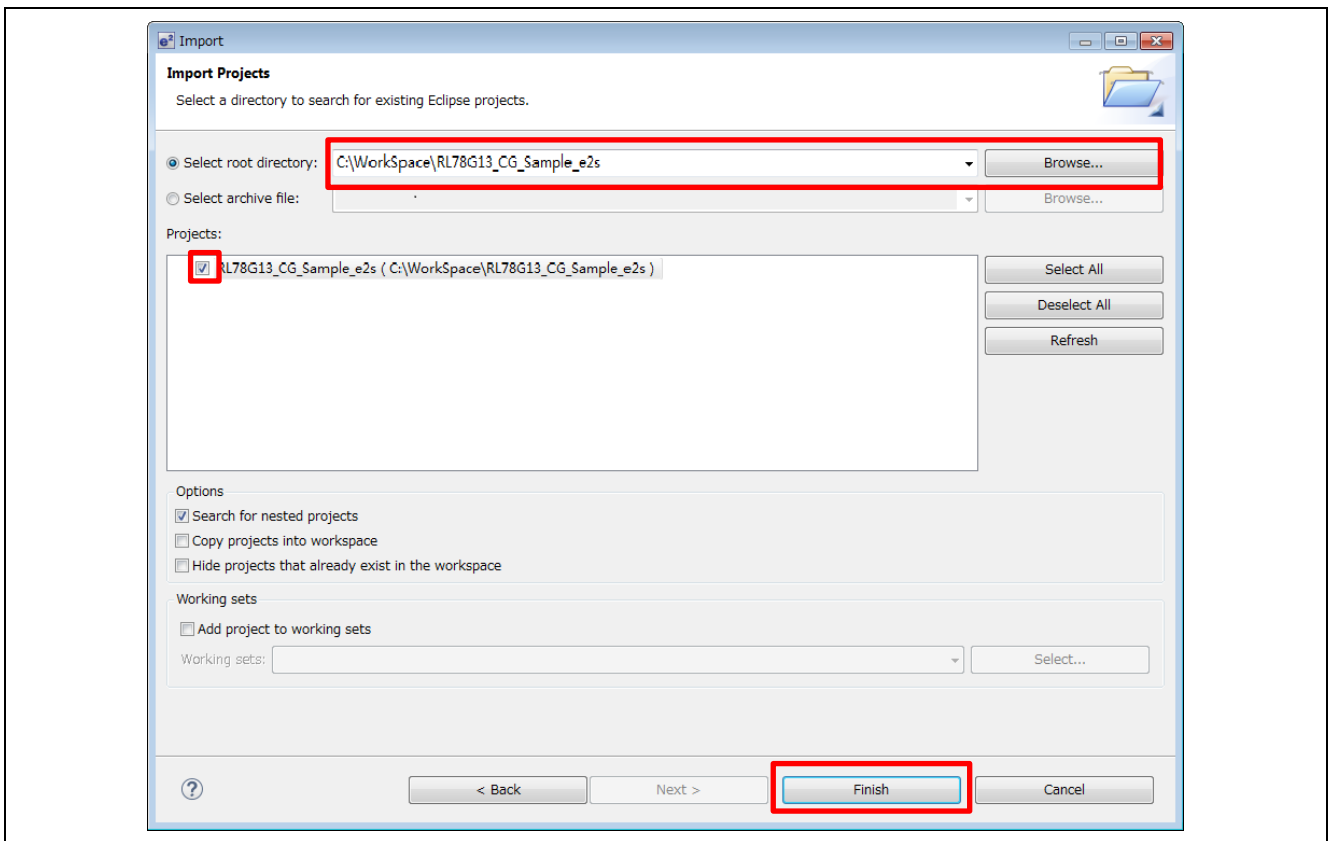 e² Import
Import Projects
Select a directory to search for existing Eclipse projects.
Select root directory: C:\WorkSpace\RL78G13_CG_Sample_e2s Browse...
Select archive file: Browse...
Projects:
RL78G13_CG_Sample_e2s ( C:\WorkSpace\RL78G13_CG_Sample_e2s ) Select All
Deselect All
Refresh
Options
Search for nested projects
Copy projects into workspace
Hide projects that already exist in the workspace
Working sets
Add project to working sets
Working sets: Select...
? < Back Next > Finish Cancel